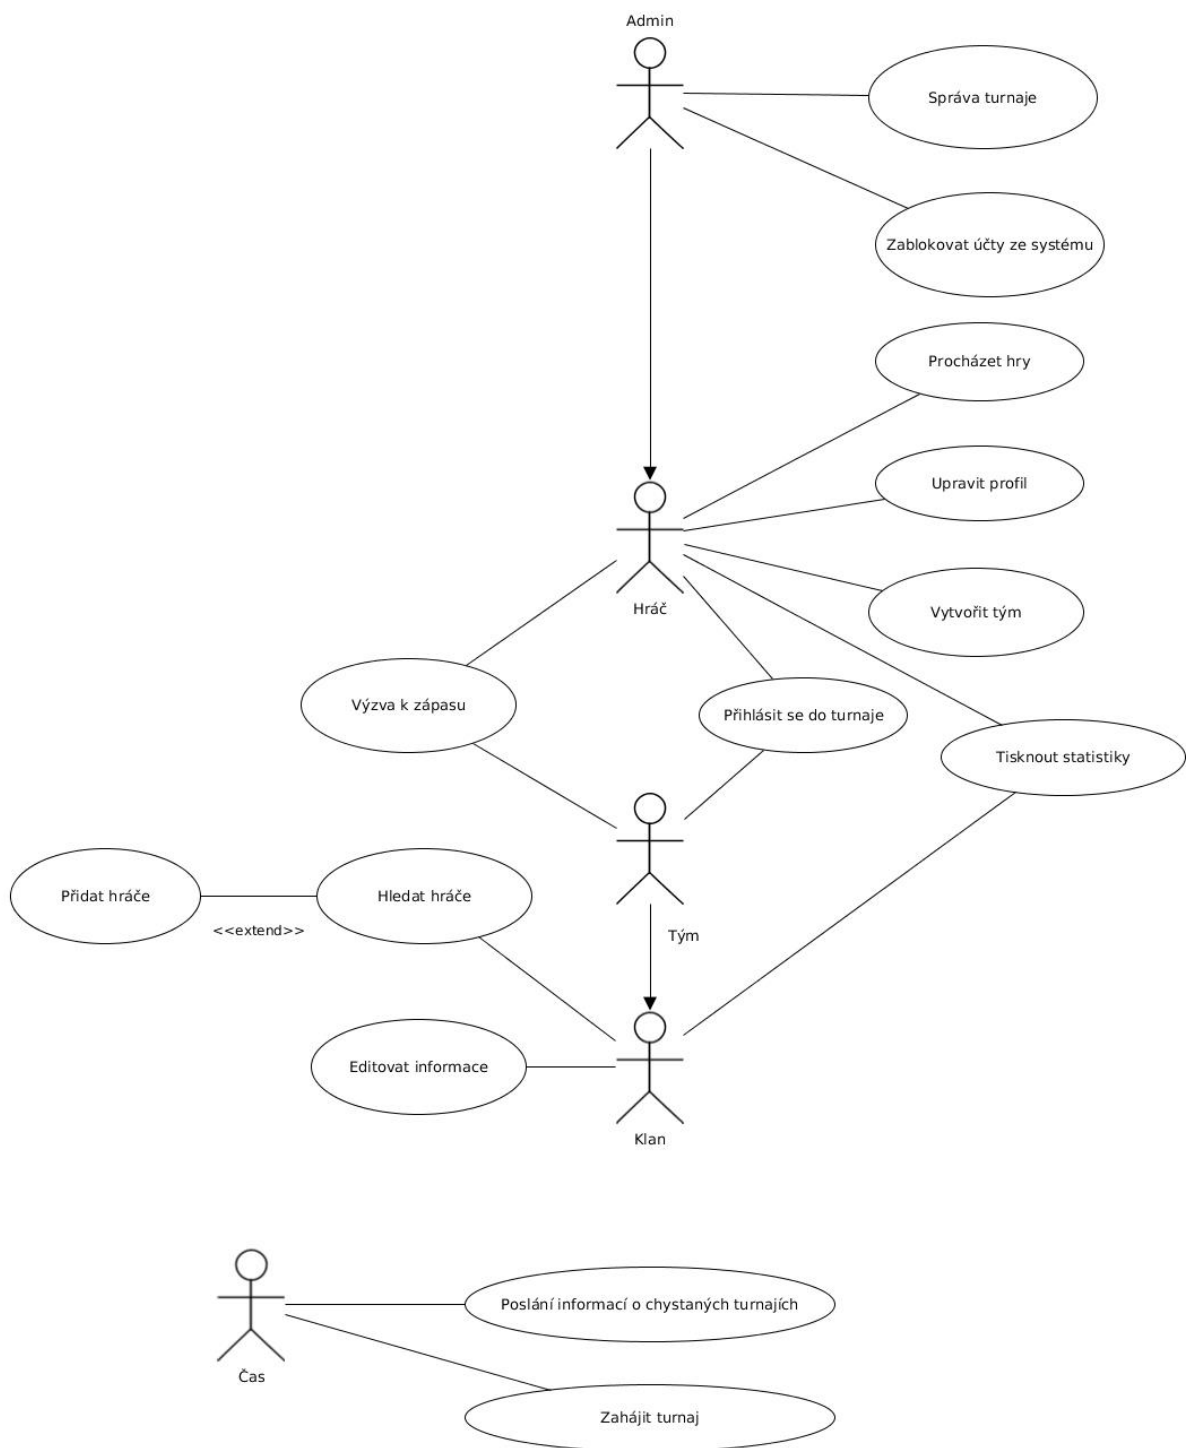 Admin
Správa turnaje
Zablokovat účty ze systému
Procházet hry
Upravit profil
Vytvořit tým
Hráč
Výzva k zápasu
Přihlásit se do turnaje
Tisknout statistiky
Přidat hráče
Hledat hráče
<<extend>>
Tým
Editovat informace
Klan
Poslání informací o chystaných turnajích
Čas
Zahájit turnaj